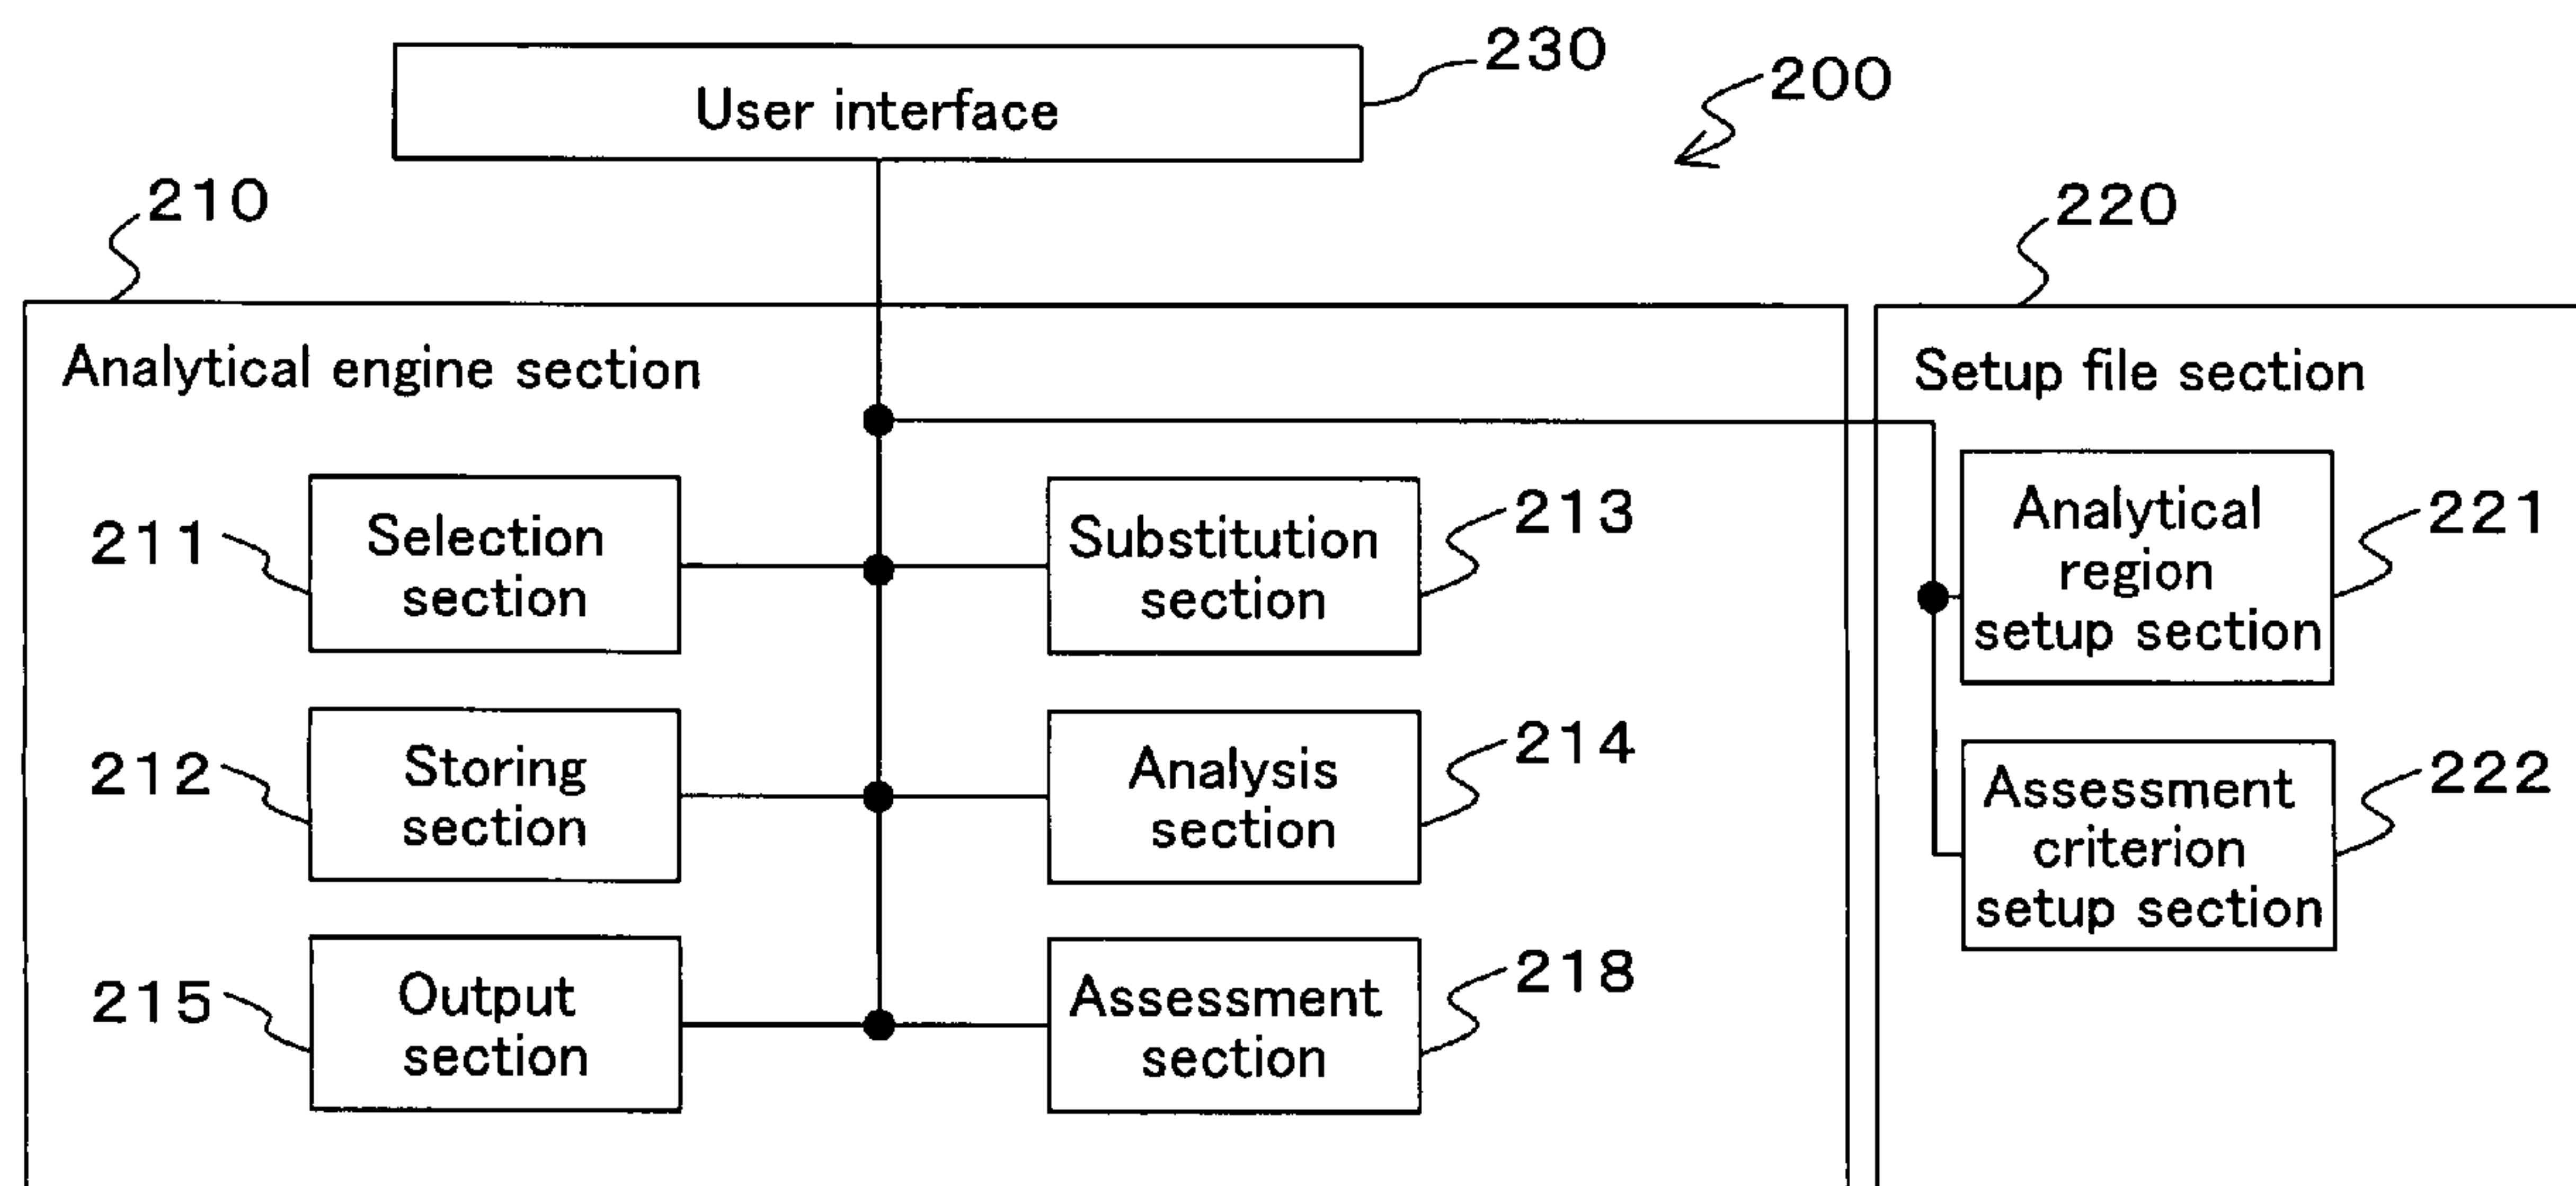 230
User interface
200
210
220
Analytical engine section
Setup file section
211
Selection
section
Substitution
section
213
Analytical
region
setup section
221
212
Storing
section
Analysis
section
214
Assessment
criterion
setup section
222
215
Output
section
Assessment
section
218